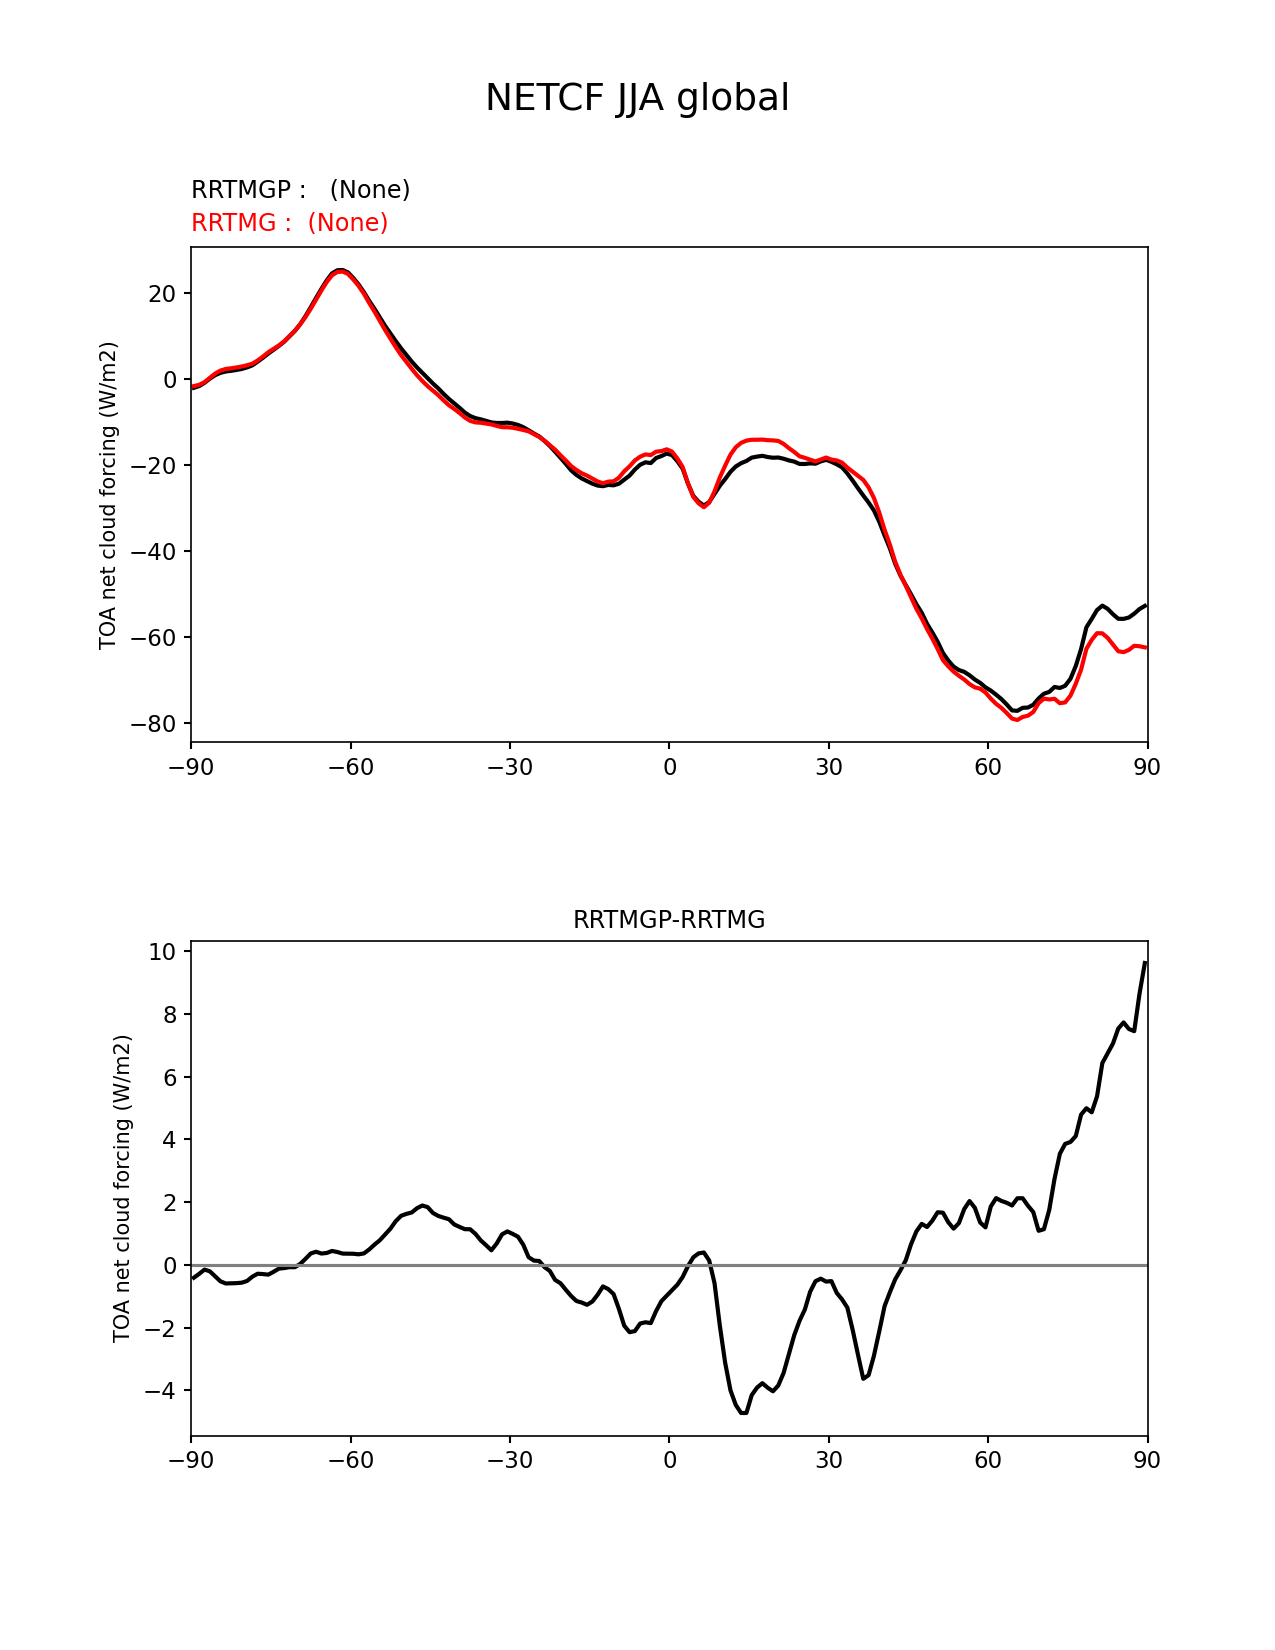 NETCF JJA global
RRTMGP :   (None)
RRTMG :  (None)
TOA net cloud forcing (W/m2)
20
0
−20
−40
−60
−80
−90 −60 −30 0 30 60 90
RRTMGP-RRTMG
TOA net cloud forcing (W/m2)
10
8
6
4
2
0
−2
−4
−90 −60 −30 0 30 60 90